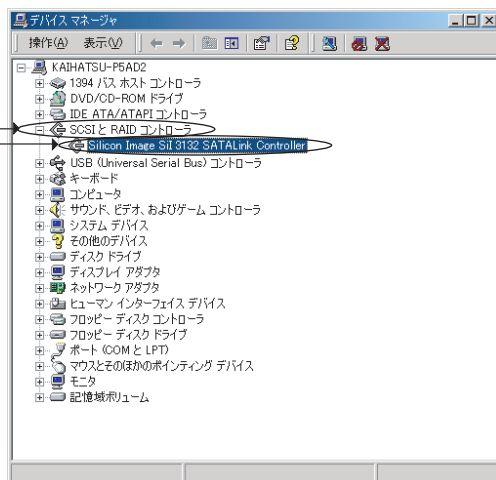 デバイス マネージャ
操作(A) 表示(V)
KAIHATSU-P5AD2
1394 バス ホスト コントローラ
DVD/CD-ROM ドライブ
IDE ATA/ATAPI コントローラ
SCSI と RAID コントローラ
Silicon Image SiI 3132 SATALink Controller
USB (Universal Serial Bus) コントローラ
キーボード
コンピュータ
サウンド、ビデオ、およびゲーム コントローラ
システム デバイス
その他のデバイス
ディスク ドライブ
ディスプレイ アダプタ
ネットワーク アダプタ
ヒューマン インターフェイス デバイス
フロッピー ディスク コントローラ
フロッピー ディスク ドライブ
ポート (COM と LPT)
マウスとそのほかのポインティング デバイス
モニタ
記憶域ボリューム